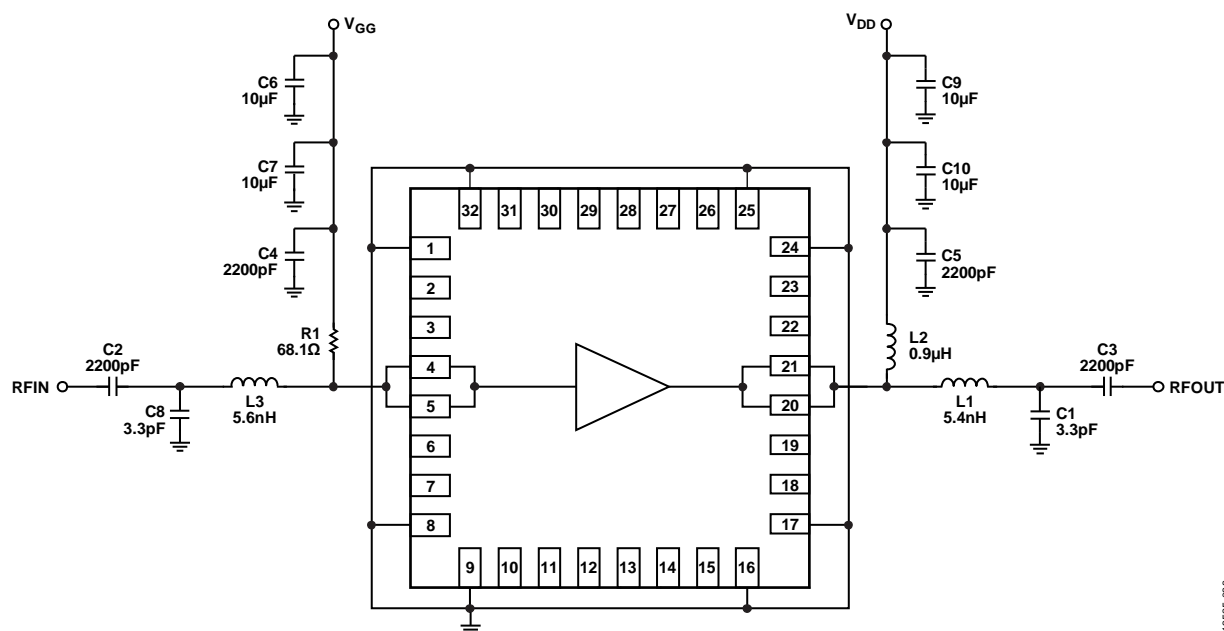 VGG
VDD
C6
10µF
C9
10µF
C7
10µF
C10
10µF
32 31 30 29 28 27 26 25
C4
2200pF
1
24
C5
2200pF
2
23
R1
68.1Ω
3
22
L2
0.9µH
C2
2200pF
C3
2200pF
4
21
RFIN
RFOUT
L3
5.6nH
L1
5.4nH
C8
3.3pF
C1
3.3pF
5
20
6
19
7
18
8
17
9 10 11 12 13 14 15 16